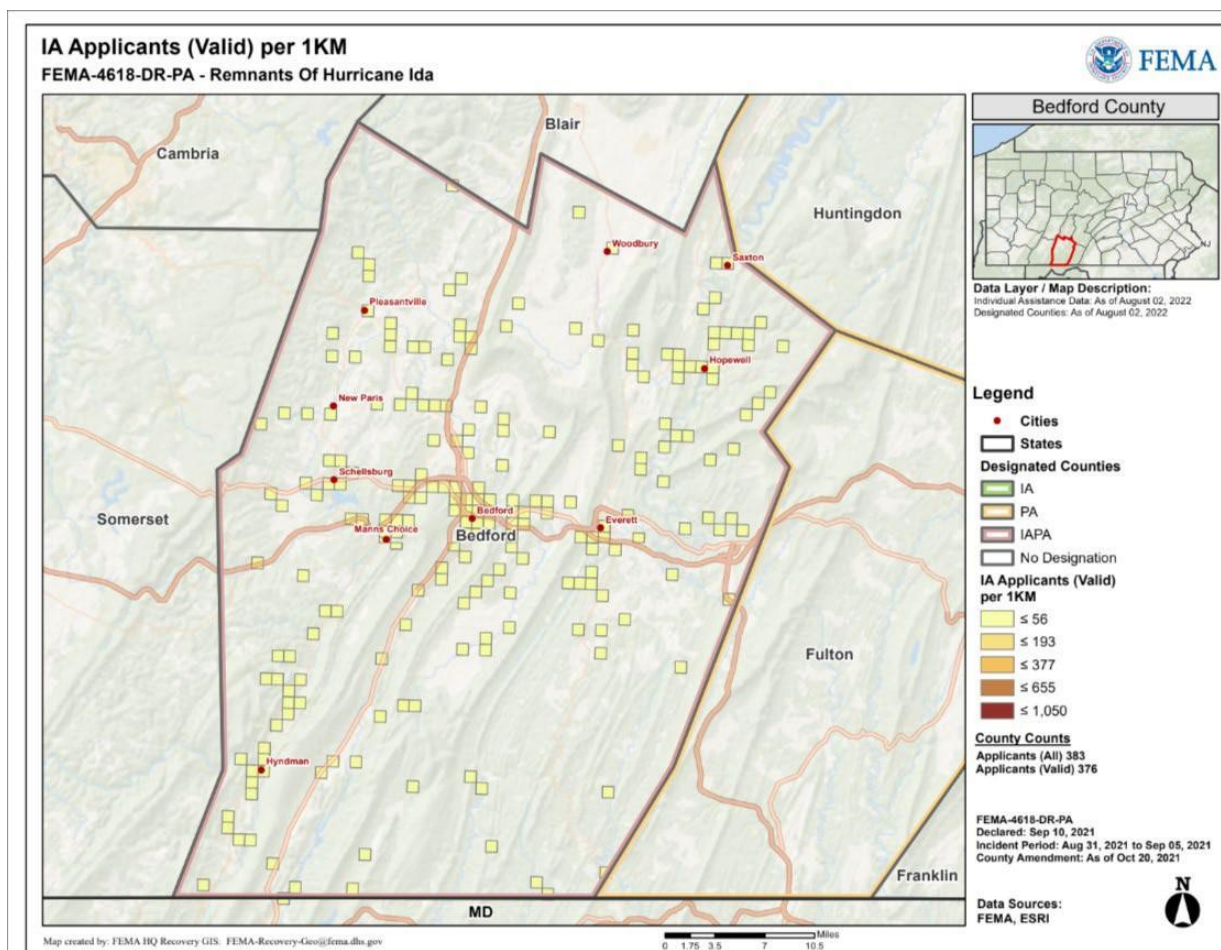 IA Applicants (Valid) per 1KM
FEMA-4618-DR-PA - Remnants Of Hurricane Ida
FEMA
Bedford County
NJ
Data Layer / Map Description:
Individual Assistance Data: As of August 02, 2022
Designated Counties: As of August 02, 2022
Legend
Cities
States
Designated Counties
IA
PA
IAPA
No Designation
IA Applicants (Valid)
per 1KM
≤ 56
≤ 193
≤ 377
≤ 655
≤ 1,050
County Counts
Applicants (All) 383
Applicants (Valid) 376
FEMA-4618-DR-PA
Declared: Sep 10, 2021
Incident Period: Aug 31, 2021 to Sep 05, 2021
County Amendment: As of Oct 20, 2021
Data Sources:
FEMA, ESRI
N
Blair
Cambria
Huntingdon
Woodbury
Saxton
Pleasantville
Hopewell
New Paris
Schellsburg
Somerset
Bedford
Everett
Manns Choice
Bedford
Fulton
Hyndman
Franklin
MD
Map created by: FEMA HQ Recovery GIS: FEMA-Recovery-Geo@fema.dhs.gov
Miles
0 1.75 3.5 7 10.5